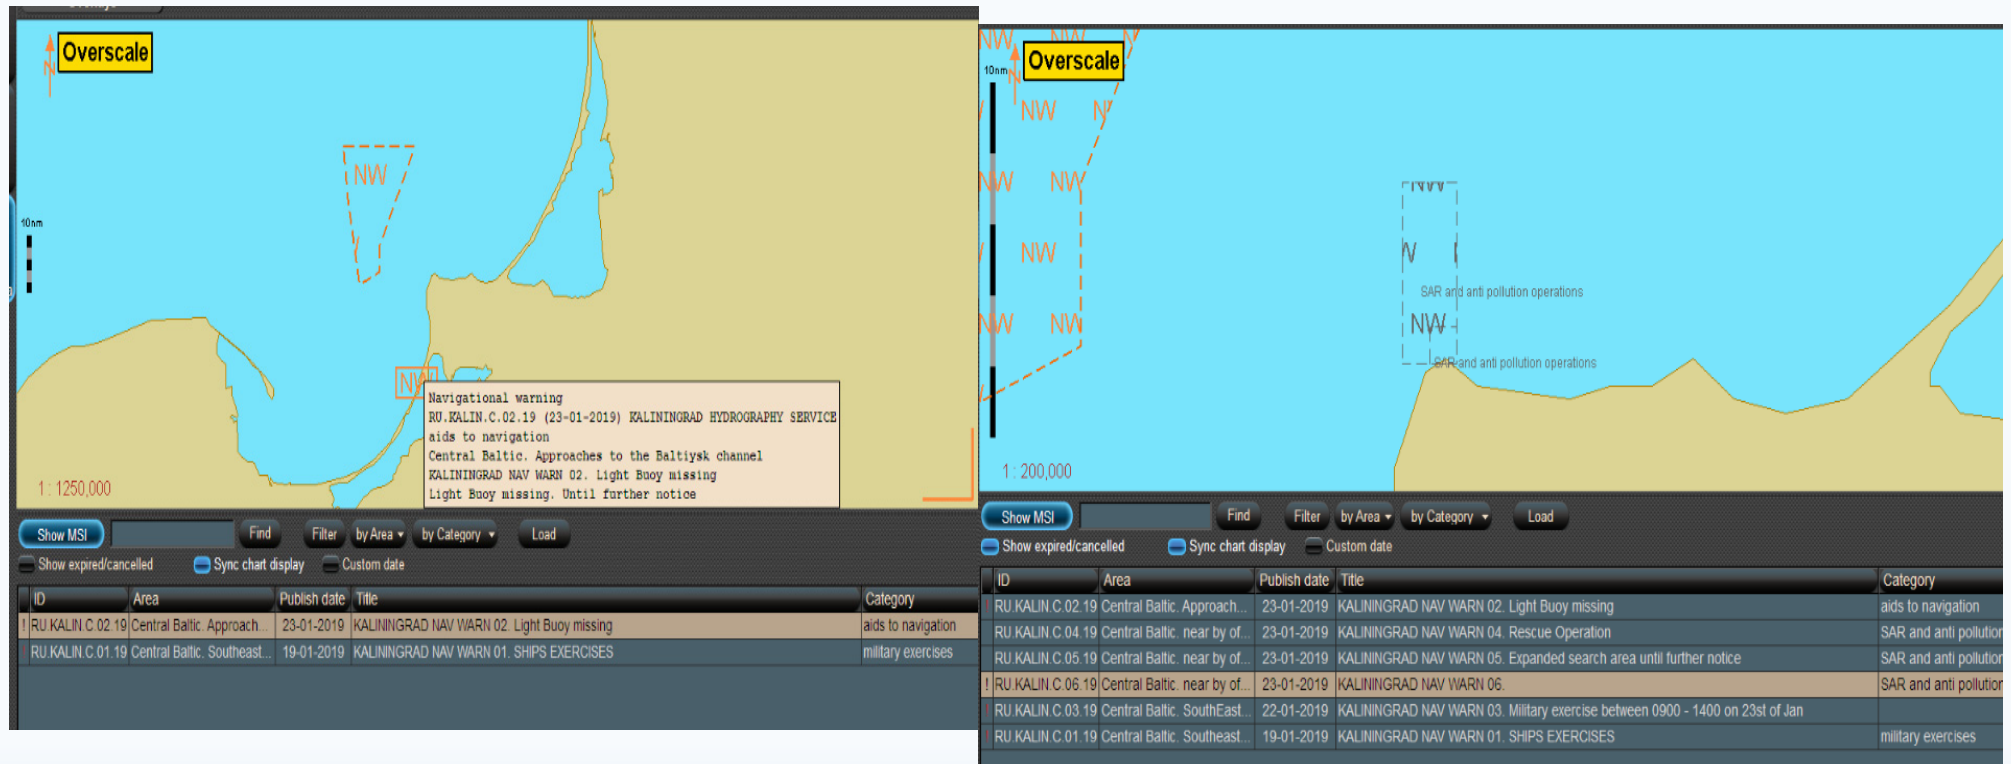 Overlays
Overscale
N
NW
10nm
NW
Navigational warning
RU.KALIN.C.02.19 (23-01-2019) KALININGRAD HYDROGRAPHY SERVICE
aids to navigation
Central Baltic. Approaches to the Baltiysk channel
KALININGRAD NAV WARN 02. Light Buoy missing
Light Buoy missing. Until further notice
1 : 1250,000
Show MSI Find Filter by Area by Category Load
Show expired/cancelled Sync chart display Custom date
ID Area Publish date Title Category
! RU.KALIN.C.02.19 Central Baltic. Approach... 23-01-2019 KALININGRAD NAV WARN 02. Light Buoy missing aids to navigation
! RU.KALIN.C.01.19 Central Baltic. Southeast... 19-01-2019 KALININGRAD NAV WARN 01. SHIPS EXERCISES military exercises
NW NW
Overscale
10nm
N
NW N
NW NW NW
NW W
NW
SAR and anti pollution operations
NW NW NW
SAR and anti pollution operations
1 : 200,000
Show MSI Find Filter by Area by Category Load
Show expired/cancelled Sync chart display Custom date
ID Area Publish date Title Category
! RU.KALIN.C.02.19 Central Baltic. Approach... 23-01-2019 KALININGRAD NAV WARN 02. Light Buoy missing aids to navigation
RU.KALIN.C.04.19 Central Baltic. near by of... 23-01-2019 KALININGRAD NAV WARN 04. Rescue Operation SAR and anti pollution
RU.KALIN.C.05.19 Central Baltic. near by of... 23-01-2019 KALININGRAD NAV WARN 05. Expanded search area until further notice SAR and anti pollution
! RU.KALIN.C.06.19 Central Baltic. near by of... 23-01-2019 KALININGRAD NAV WARN 06. SAR and anti pollution
! RU.KALIN.C.03.19 Central Baltic. SouthEast... 22-01-2019 KALININGRAD NAV WARN 03. Military exercise between 0900 - 1400 on 23st of Jan
! RU.KALIN.C.01.19 Central Baltic. Southeast... 19-01-2019 KALININGRAD NAV WARN 01. SHIPS EXERCISES military exercises